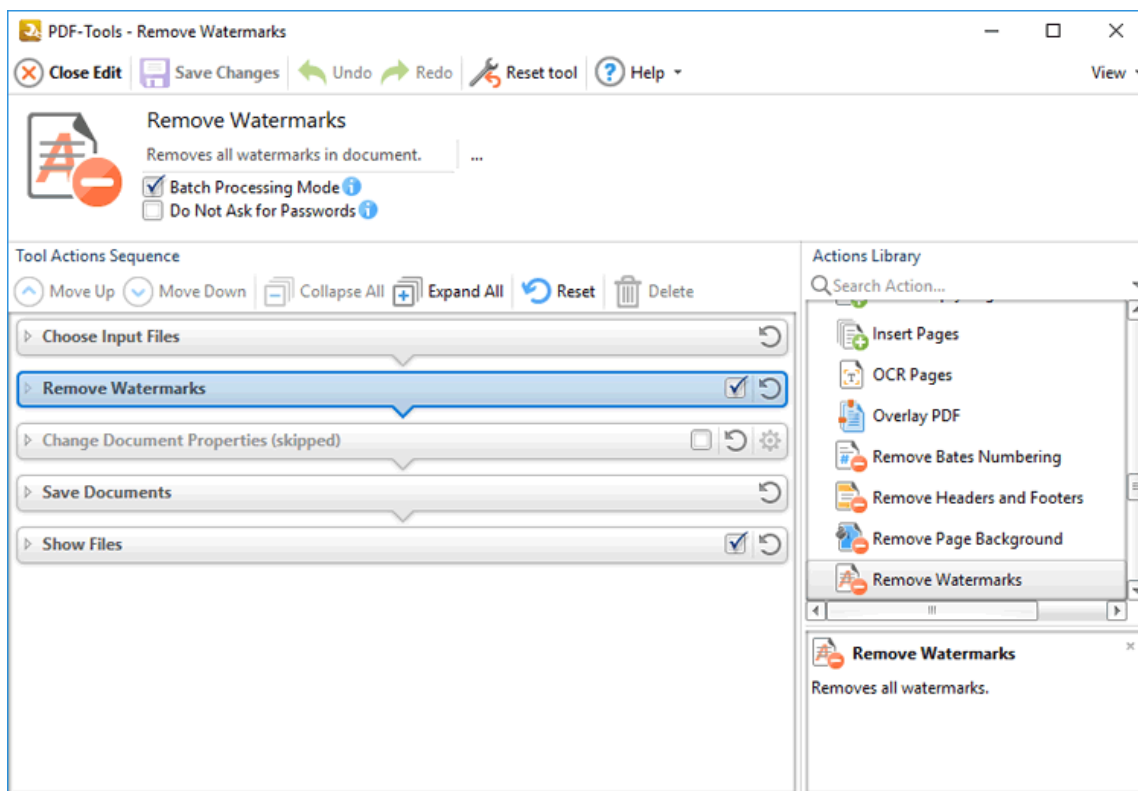 PDF-Tools - Remove Watermarks
Close Edit Save Changes Undo Redo Reset tool Help View
Remove Watermarks
Removes all watermarks in document. ...
Batch Processing Mode
Do Not Ask for Passwords
Tool Actions Sequence
Move Up Move Down Collapse All Expand All Reset Delete
Choose Input Files
Remove Watermarks
Change Document Properties (skipped)
Save Documents
Show Files
Actions Library
Search Action...
Insert Pages
OCR Pages
Overlay PDF
Remove Bates Numbering
Remove Headers and Footers
Remove Page Background
Remove Watermarks
Remove Watermarks
Removes all watermarks.